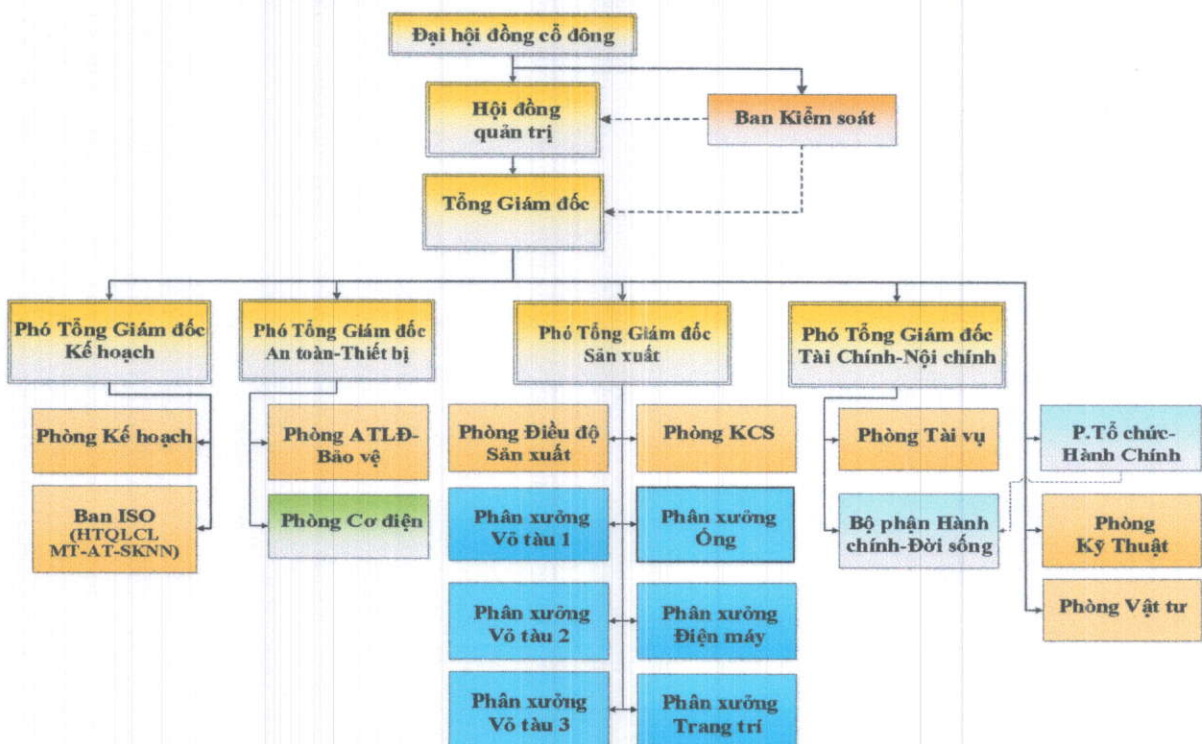 Đại hội đồng cổ đông
Hội đồng
quản trị
Ban Kiểm soát
Tổng Giám đốc
Phó Tổng Giám đốc
Kế hoạch
Phó Tổng Giám đốc
An toàn-Thiết bị
Phó Tổng Giám đốc
Sản xuất
Phó Tổng Giám đốc
Tài Chính-Nội chính
Phòng Kế hoạch
Ban ISO
(HTQLCL
MT-AT-SKNN)
Phòng ATLĐ-
Bảo vệ
Phòng Cơ điện
Phòng Điều độ
Sản xuất
Phòng KCS
Phân xưởng
Vỏ tàu 1
Phân xưởng
Ống
Phân xưởng
Vỏ tàu 2
Phân xưởng
Điện máy
Phân xưởng
Vỏ tàu 3
Phân xưởng
Trang trí
Phòng Tài vụ
Bộ phận Hành
chính-Đời sống
P.Tổ chức-
Hành Chính
Phòng
Kỹ Thuật
Phòng Vật tư